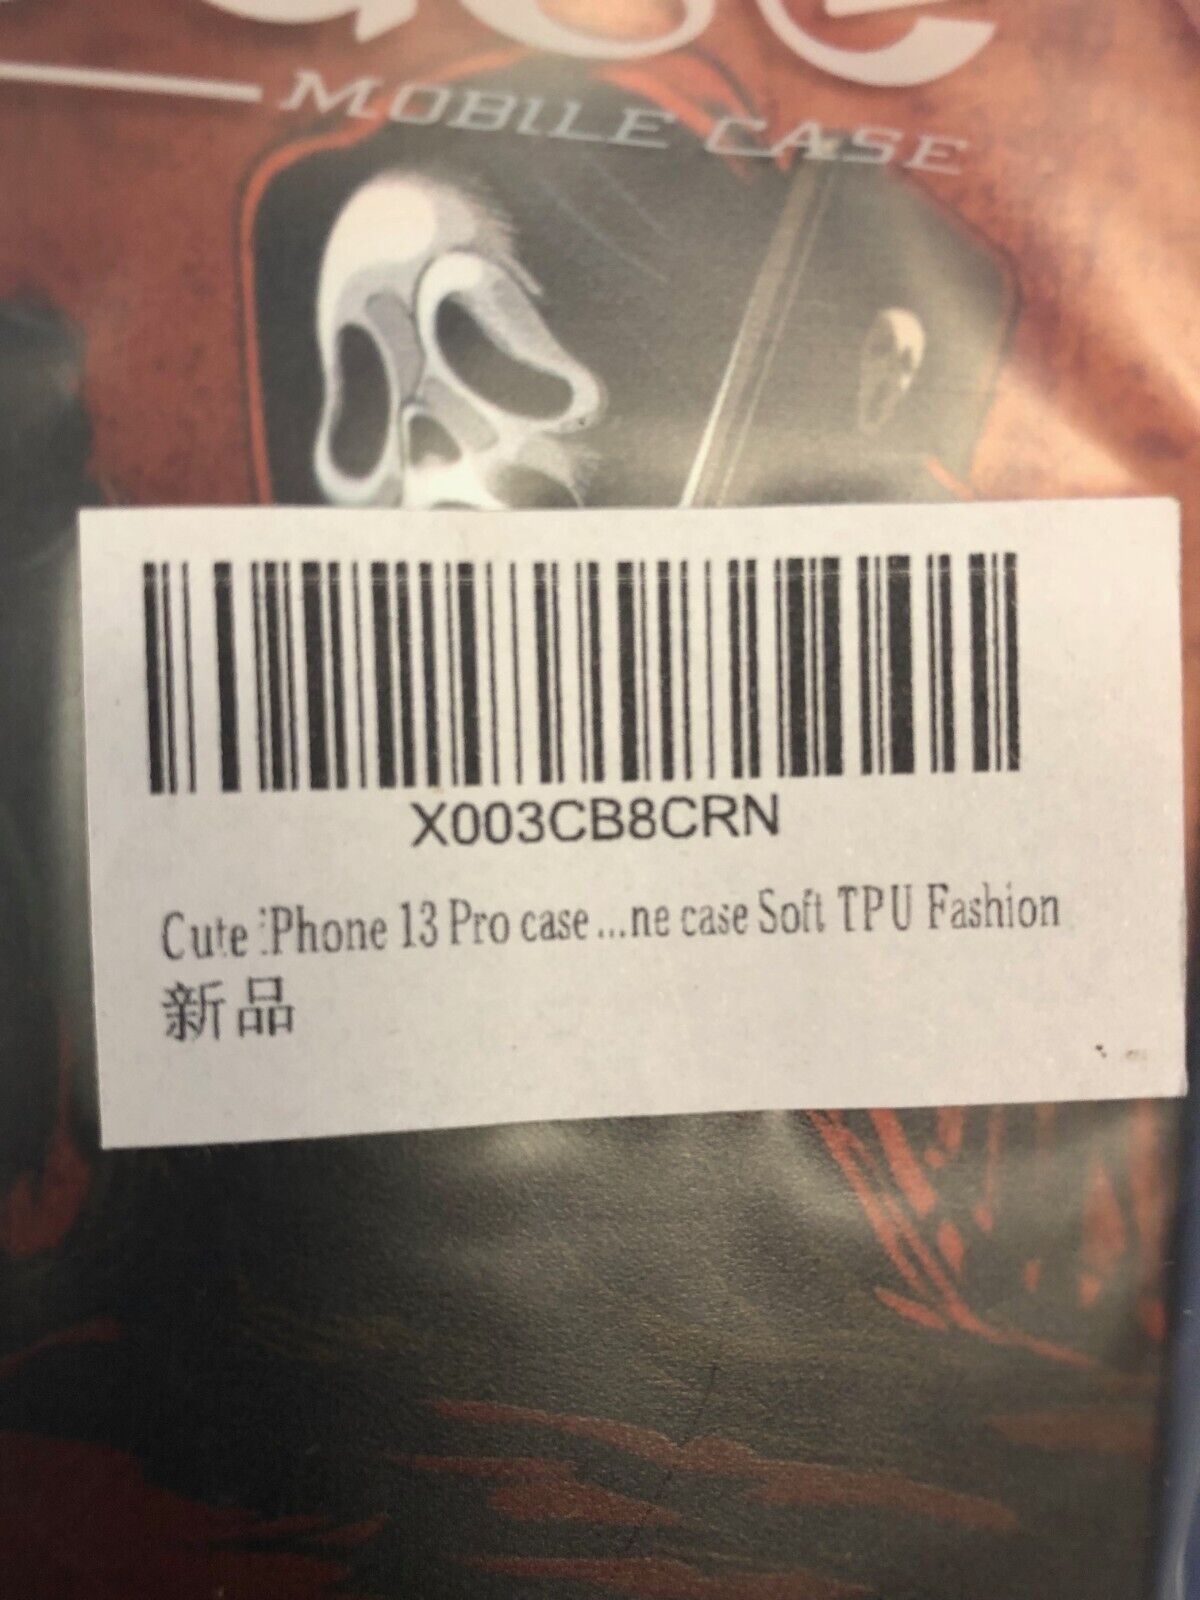 MOBILE CASE
X003CB8CRN
Cute iPhone 13 Pro case ...ne case Soft TPU Fashion
新品